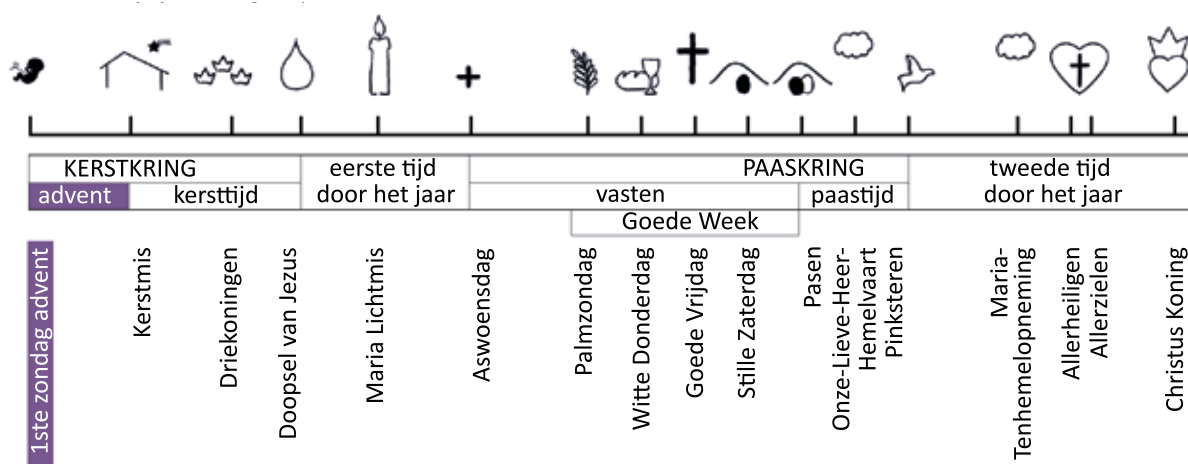 KERSTKRING
eerste tijd
door het jaar
PAASKRING
tweede tijd
door het jaar
advent
kersttijd
vasten
paastijd
Goede Week
1ste zondag advent
Kerstmis
Driekoningen
Doopsel van Jezus
Maria Lichtmis
Aswoensdag
Palmzondag
Witte Donderdag
Goede Vrijdag
Stille Zaterdag
Pasen
Onze-Lieve-Heer-
Hemelvaart
Pinksteren
Maria-
Tenhemelopneming
Allerheiligen
Allerzielen
Christus Koning